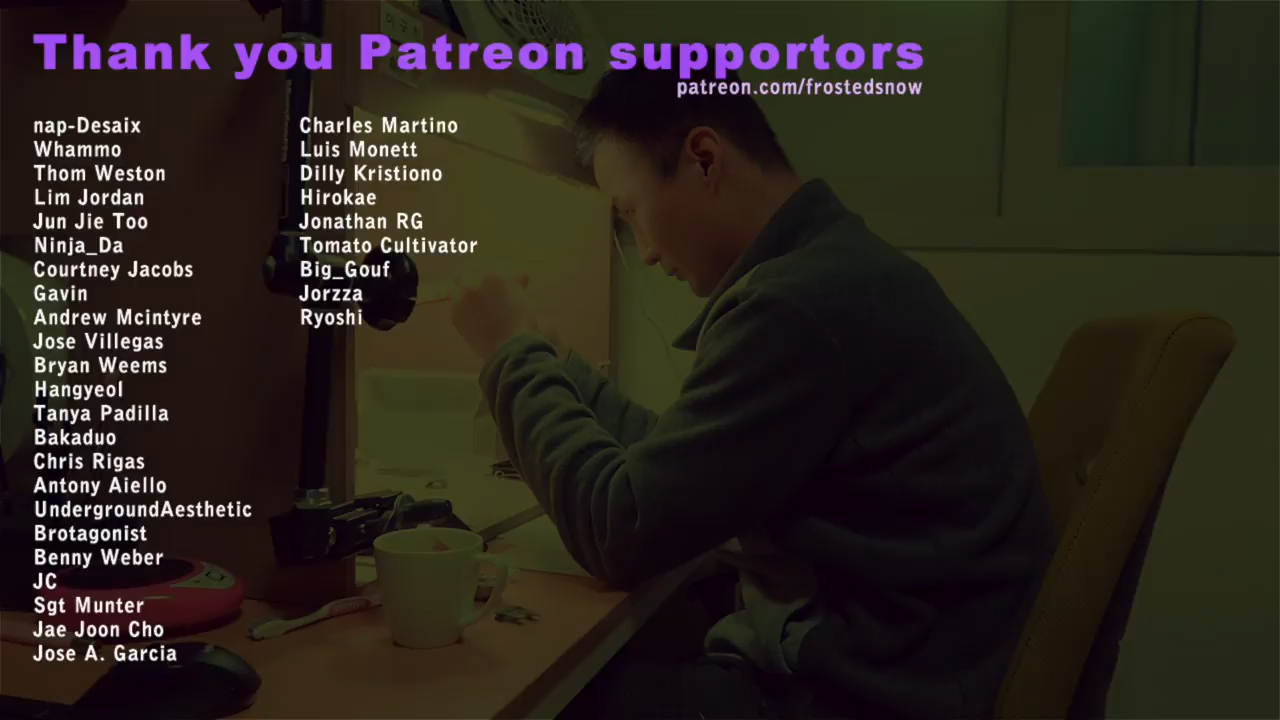 Thank you Patreon supportors
patreon.com/frostedsnow
nap-Desaix
Whammo
Thom Weston
Lim Jordan
Jun Jie Too
Ninja_Da
Courtney Jacobs
Gavin
Andrew Mcintyre
Jose Villegas
Bryan Weems
Hangyeol
Tanya Padilla
Bakaduo
Chris Rigas
Antony Aiello
UndergroundAesthetic
Brotagonist
Benny Weber
JC
Sgt Munter
Jae Joon Cho
Jose A. Garcia
Charles Martino
Luis Monett
Dilly Kristiono
Hirokae
Jonathan RG
Tomato Cultivator
Big_Gouf
Jorzza
Ryoshi